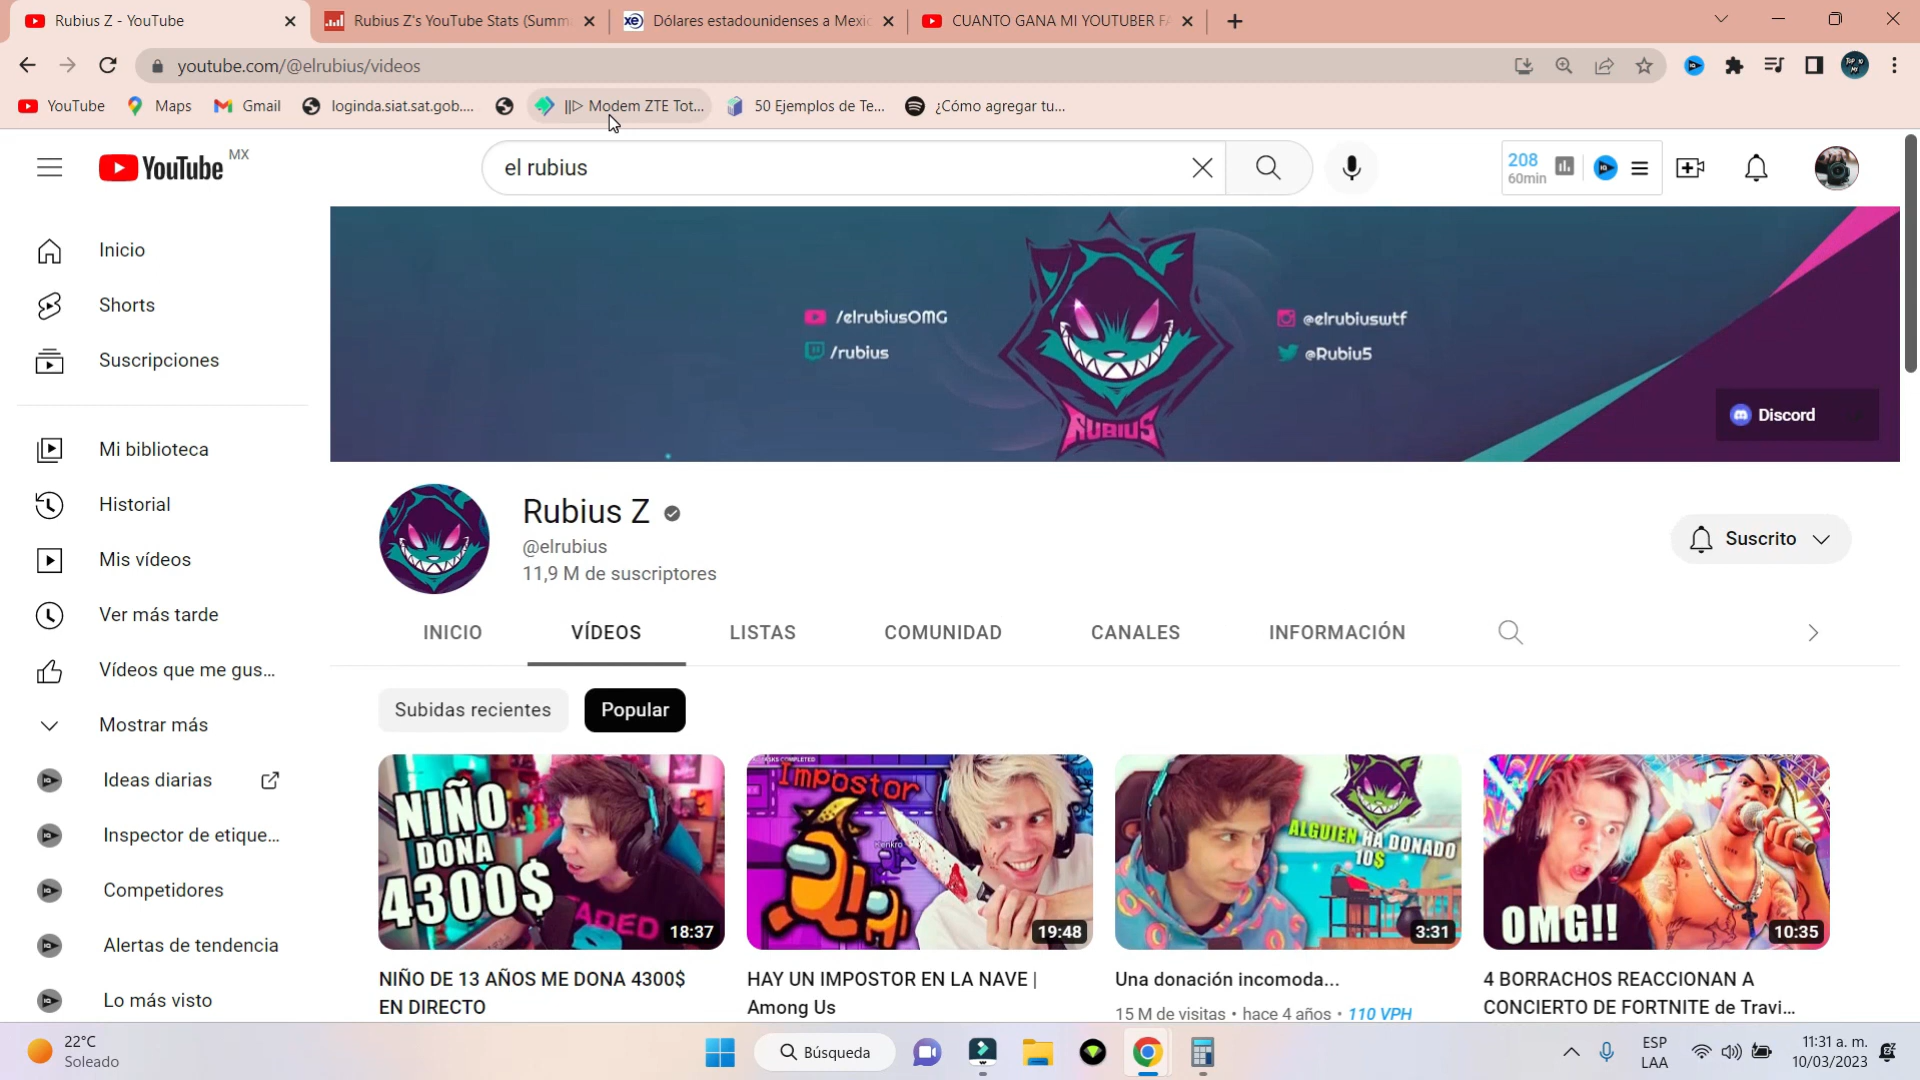 Rubius Z - YouTube
Rubius Z's YouTube Stats (Summ
Dólares estadounidenses a Mexic
CUANTO GANA MI YOUTUBER FA
youtube.com/@elrubius/videos
YouTube
Maps
Gmail
loginda.siat.sat.gob....
||▷ Modem ZTE Tot...
50 Ejemplos de Te...
¿Cómo agregar tu...
YouTube MX
el rubius
208
60min
Inicio
Shorts
Suscripciones
Mi biblioteca
Historial
Mis vídeos
Ver más tarde
Vídeos que me gus...
Mostrar más
Ideas diarias
Inspector de etique...
Competidores
Alertas de tendencia
Lo más visto
/elrubiusOMG
/rubius
RUBIUS
@elrubiuswtf
@Rubiu5
Discord
Rubius Z
@elrubius
11,9 M de suscriptores
Suscrito
INICIO
VÍDEOS
LISTAS
COMUNIDAD
CANALES
INFORMACIÓN
Subidas recientes
Popular
NIÑO
DONA
4300$
18:37
Impostor
19:48
ALGUIEN HA DONADO
10$
3:31
OMG!!
10:35
NIÑO DE 13 AÑOS ME DONA 4300$
EN DIRECTO
HAY UN IMPOSTOR EN LA NAVE |
Among Us
Una donación incomoda...
15 M de visitas • hace 4 años • 110 VPH
4 BORRACHOS REACCIONAN A
CONCIERTO DE FORTNITE de Travi...
22°C
Soleado
Búsqueda
ESP
LAA
11:31 a. m.
10/03/2023